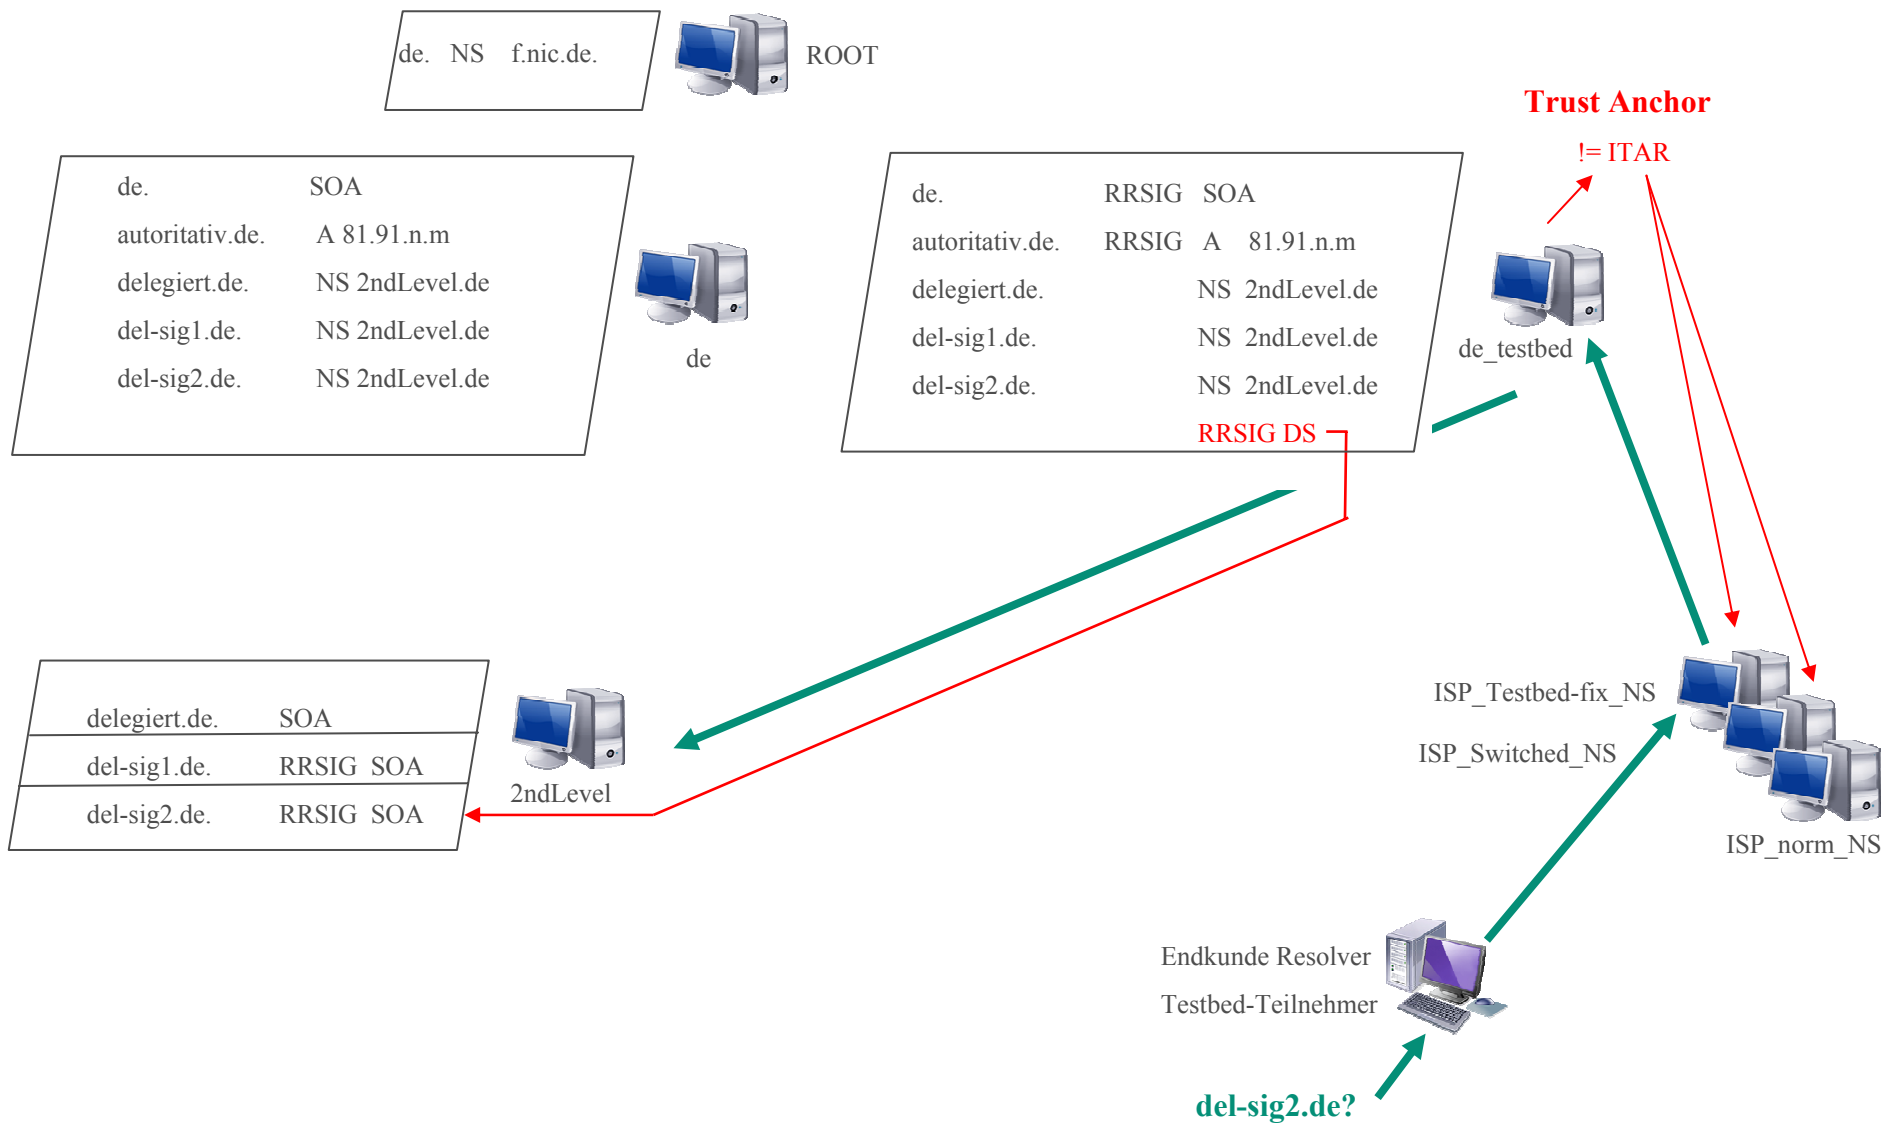 de. NS f.nic.de.
ROOT
Trust Anchor
!= ITAR
de. SOA
autoritativ.de. A 81.91.n.m
delegiert.de. NS 2ndLevel.de
del-sig1.de. NS 2ndLevel.de
del-sig2.de. NS 2ndLevel.de
de
de. RRSIG SOA
autoritativ.de. RRSIG A 81.91.n.m
delegiert.de. NS 2ndLevel.de
del-sig1.de. NS 2ndLevel.de
del-sig2.de. NS 2ndLevel.de
RRSIG DS
de_testbed
delegiert.de. SOA
del-sig1.de. RRSIG SOA
del-sig2.de. RRSIG SOA
2ndLevel
ISP_Testbed-fix_NS
ISP_Switched_NS
ISP_norm_NS
Endkunde Resolver
Testbed-Teilnehmer
del-sig2.de?